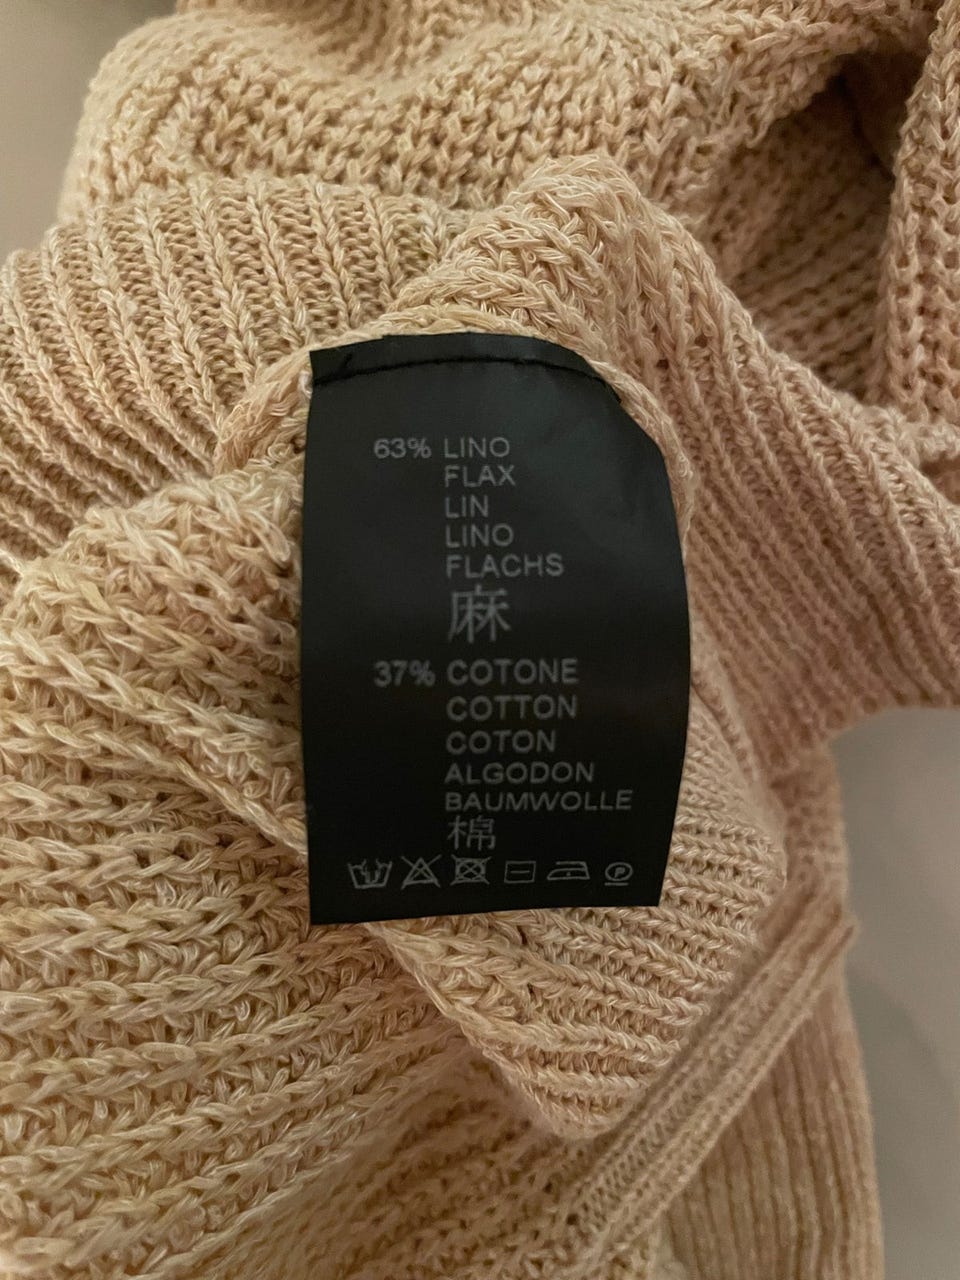 63% LINO
FLAX
LIN
LINO
FLACHS
麻
37% COTONE
COTTON
COTON
ALGODON
BAUMWOLLE
棉
P